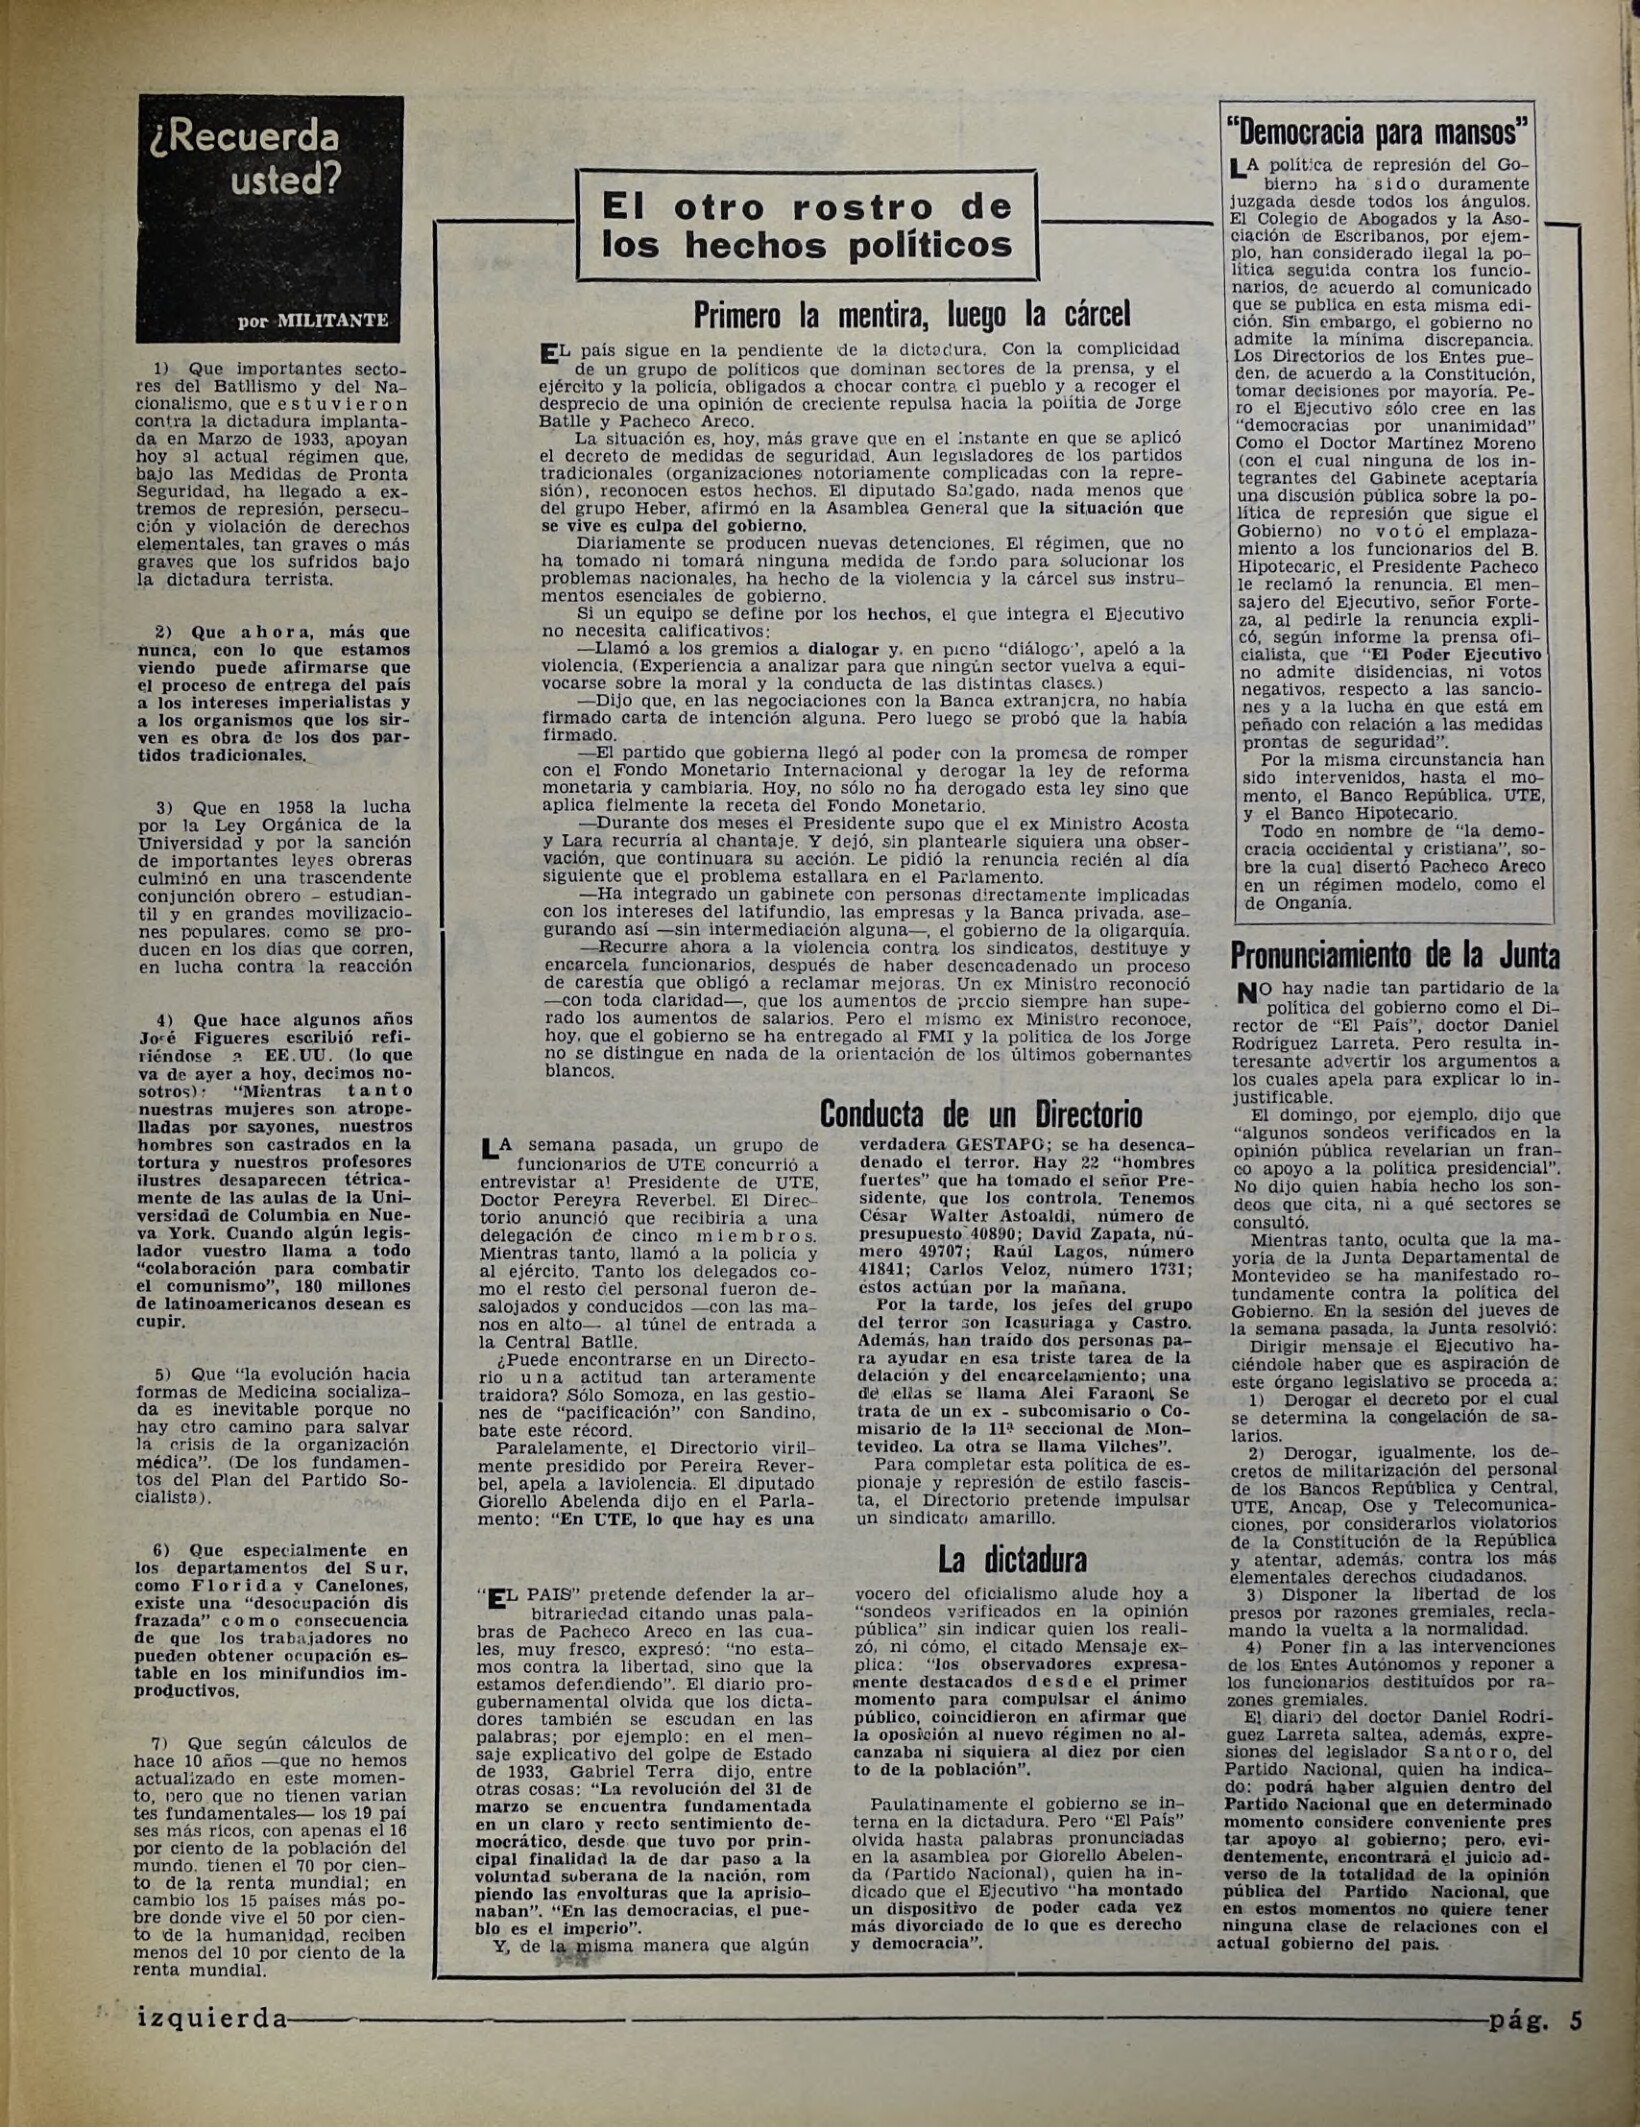 ¿Recuerda
usted?
por MILITANTE
1) Que importantes secto-
res del Batllismo y del Na-
cionalismo, que estuvieron
contra la dictadura implanta-
da en Marzo de 1933, apoyan
hoy al actual régimen que,
bajo las Medidas de Pronta
Seguridad, ha llegado a ex-
tremos de represión, persecu-
ción y violación de derechos
elementales, tan graves o más
graves que los sufridos bajo
la dictadura terrista.
2) Que ahora, más que
nunca, con lo que estamos
viendo puede afirmarse que
el proceso de entrega del país
a los intereses imperialistas y
a los organismos que los sir-
ven es obra de los dos par-
tidos tradicionales.
3) Que en 1958 la lucha
por la Ley Orgánica de la
Universidad y por la sanción
de importantes leyes obreras
culminó en una trascendente
conjunción obrero - estudian-
til y en grandes movilizacio-
nes populares, como se pro-
ducen en los días que corren,
en lucha contra la reacción
4) Que hace algunos años
José Figueres escribió refi-
riéndose a EE.UU. (lo que
va de ayer a hoy, decimos no-
sotros): "Mientras tanto
nuestras mujeres son atrope-
lladas por sayones, nuestros
hombres son castrados en la
tortura y nuestros profesores
ilustres desaparecen tétrica-
mente de las aulas de la Uni-
versidad de Columbia en Nue-
va York. Cuando algún legis-
lador vuestro llama a todo
"colaboración para combatir
el comunismo", 180 millones
de latinoamericanos desean es
cupir.
5) Que "la evolución hacia
formas de Medicina socializa-
da es inevitable porque no
hay otro camino para salvar
la crisis de la organización
médica". (De los fundamen-
tos del Plan del Partido So-
cialista).
6) Que especialmente en
los departamentos del Sur,
como Florida y Canelones,
existe una "desocupación dis
frazada" como consecuencia
de que los trabajadores no
pueden obtener ocupación es-
table en los minifundios im-
productivos.
7) Que según cálculos de
hace 10 años —que no hemos
actualizado en este momen-
to, pero que no tienen varian
tes fundamentales— los 19 paí
ses más ricos, con apenas el 16
por ciento de la población del
mundo, tienen el 70 por cien-
to de la renta mundial; en
cambio los 15 países más po-
bre donde vive el 50 por cien-
to de la humanidad, reciben
menos del 10 por ciento de la
renta mundial.
El otro rostro de
los hechos políticos
Primero la mentira, luego la cárcel
EL país sigue en la pendiente de la dictadura. Con la complicidad
de un grupo de políticos que dominan sectores de la prensa, y el
ejército y la policía, obligados a chocar contra el pueblo y a recoger el
desprecio de una opinión de creciente repulsa hacia la politia de Jorge
Batlle y Pacheco Areco.
La situación es, hoy, más grave que en el instante en que se aplicó
el decreto de medidas de seguridad. Aun legisladores de los partidos
tradicionales (organizaciones notoriamente complicadas con la repre-
sión), reconocen estos hechos. El diputado Salgado, nada menos que
del grupo Heber, afirmó en la Asamblea General que la situación que
se vive es culpa del gobierno.
Diariamente se producen nuevas detenciones. El régimen, que no
ha tomado ni tomará ninguna medida de fondo para solucionar los
problemas nacionales, ha hecho de la violencia y la cárcel sus instru-
mentos esenciales de gobierno.
Si un equipo se define por los hechos, el que integra el Ejecutivo
no necesita calificativos:
—Llamó a los gremios a dialogar y, en pleno "diálogo", apeló a la
violencia. (Experiencia a analizar para que ningún sector vuelva a equi-
vocarse sobre la moral y la conducta de las distintas clases.)
—Dijo que, en las negociaciones con la Banca extranjera, no había
firmado carta de intención alguna. Pero luego se probó que la había
firmado.
—El partido que gobierna llegó al poder con la promesa de romper
con el Fondo Monetario Internacional y derogar la ley de reforma
monetaria y cambiaria. Hoy, no sólo no ha derogado esta ley sino que
aplica fielmente la receta del Fondo Monetario.
—Durante dos meses el Presidente supo que el ex Ministro Acosta
y Lara recurría al chantaje. Y dejó, sin plantearle siquiera una obser-
vación, que continuara su acción. Le pidió la renuncia recién al día
siguiente que el problema estallara en el Parlamento.
—Ha integrado un gabinete con personas directamente implicadas
con los intereses del latifundio, las empresas y la Banca privada, ase-
gurando así —sin intermediación alguna—, el gobierno de la oligarquía.
—Recurre ahora a la violencia contra los sindicatos, destituye y
encarcela funcionarios, después de haber desencadenado un proceso
de carestía que obligó a reclamar mejoras. Un ex Ministro reconoció
—con toda claridad—, que los aumentos de precio siempre han supe-
rado los aumentos de salarios. Pero el mismo ex Ministro reconoce,
hoy, que el gobierno se ha entregado al FMI y la política de los Jorge
no se distingue en nada de la orientación de los últimos gobernantes
blancos.
Conducta de un Directorio
LA semana pasada, un grupo de
funcionarios de UTE concurrió a
entrevistar al Presidente de UTE,
Doctor Pereyra Reverbel. El Direc-
torio anunció que recibiría a una
delegación de cinco miembros.
Mientras tanto, llamó a la policía y
al ejército. Tanto los delegados co-
mo el resto del personal fueron de-
salojados y conducidos —con las ma-
nos en alto— al túnel de entrada a
la Central Batlle.
¿Puede encontrarse en un Directo-
rio una actitud tan arteramente
traidora? Sólo Somoza, en las gestio-
nes de "pacificación" con Sandino,
bate este récord.
Paralelamente, el Directorio viril-
mente presidido por Pereira Rever-
bel, apela a laviolencia. El diputado
Giorello Abelenda dijo en el Parla-
mento: "En UTE, lo que hay es una
verdadera GESTAPO; se ha desenca-
denado el terror. Hay 22 "hombres
fuertes" que ha tomado el señor Pre-
sidente, que los controla. Tenemos
César Walter Astoaldi, número de
presupuesto 40890; David Zapata, nú-
mero 49707; Raúl Lagos, número
41841; Carlos Veloz, número 1731;
éstos actúan por la mañana.
Por la tarde, los jefes del grupo
del terror son Icasuriaga y Castro.
Además, han traído dos personas pa-
ra ayudar en esa triste tarea de la
delación y del encarcelamiento; una
de ellas se llama Alei Faraoni. Se
trata de un ex - subcomisario o Co-
misario de la 11ª seccional de Mon-
tevideo. La otra se llama Vilches".
Para completar esta política de es-
pionaje y represión de estilo fascis-
ta, el Directorio pretende impulsar
un sindicato amarillo.
La dictadura
"EL PAIS" pretende defender la ar-
bitrariedad citando unas pala-
bras de Pacheco Areco en las cua-
les, muy fresco, expresó: "no esta-
mos contra la libertad, sino que la
estamos defendiendo". El diario pro-
gubernamental olvida que los dicta-
dores también se escudan en las
palabras; por ejemplo: en el men-
saje explicativo del golpe de Estado
de 1933, Gabriel Terra dijo, entre
otras cosas: "La revolución del 31 de
marzo se encuentra fundamentada
en un claro y recto sentimiento de-
mocrático, desde que tuvo por prin-
cipal finalidad la de dar paso a la
voluntad soberana de la nación, rom
piendo las envolturas que la aprisio-
naban". "En las democracias, el pue-
blo es el imperio".
Y, de la misma manera que algún
vocero del oficialismo alude hoy a
"sondeos verificados en la opinión
pública" sin indicar quien los reali-
zó, ni cómo, el citado Mensaje ex-
plica: "los observadores expresa-
mente destacados desde el primer
momento para compulsar el ánimo
público, coincidieron en afirmar que
la oposición al nuevo régimen no al-
canzaba ni siquiera al diez por cien
to de la población".
Paulatinamente el gobierno se in-
terna en la dictadura. Pero "El País"
olvida hasta palabras pronunciadas
en la asamblea por Giorello Abelen-
da (Partido Nacional), quien ha in-
dicado que el Ejecutivo "ha montado
un dispositivo de poder cada vez
más divorciado de lo que es derecho
y democracia".
"Democracia para mansos"
LA política de represión del Go-
bierno ha sido duramente
juzgada desde todos los ángulos.
El Colegio de Abogados y la Aso-
ciación de Escribanos, por ejem-
plo, han considerado ilegal la po-
lítica seguida contra los funcio-
narios, de acuerdo al comunicado
que se publica en esta misma edi-
ción. Sin embargo, el gobierno no
admite la mínima discrepancia.
Los Directorios de los Entes pue-
den, de acuerdo a la Constitución,
tomar decisiones por mayoría. Pe-
ro el Ejecutivo sólo cree en las
"democracias por unanimidad"
Como el Doctor Martínez Moreno
(con el cual ninguna de los in-
tegrantes del Gabinete aceptaría
una discusión pública sobre la po-
lítica de represión que sigue el
Gobierno) no votó el emplaza-
miento a los funcionarios del B.
Hipotecario, el Presidente Pacheco
le reclamó la renuncia. El men-
sajero del Ejecutivo, señor Forte-
za, al pedirle la renuncia expli-
có, según informe la prensa ofi-
cialista, que "El Poder Ejecutivo
no admite disidencias, ni votos
negativos, respecto a las sancio-
nes y a la lucha en que está em
peñado con relación a las medidas
prontas de seguridad".
Por la misma circunstancia han
sido intervenidos, hasta el mo-
mento, el Banco República, UTE,
y el Banco Hipotecario.
Todo en nombre de "la demo-
cracia occidental y cristiana", so-
bre la cual disertó Pacheco Areco
en un régimen modelo, como el
de Onganía.
Pronunciamiento de la Junta
NO hay nadie tan partidario de la
política del gobierno como el Di-
rector de "El País", doctor Daniel
Rodríguez Larreta. Pero resulta in-
teresante advertir los argumentos a
los cuales apela para explicar lo in-
justificable.
El domingo, por ejemplo, dijo que
"algunos sondeos verificados en la
opinión pública revelarían un fran-
co apoyo a la política presidencial".
No dijo quien había hecho los son-
deos que cita, ni a qué sectores se
consultó.
Mientras tanto, oculta que la ma-
yoría de la Junta Departamental de
Montevideo se ha manifestado ro-
tundamente contra la política del
Gobierno. En la sesión del jueves de
la semana pasada, la Junta resolvió:
Dirigir mensaje el Ejecutivo ha-
ciéndole haber que es aspiración de
este órgano legislativo se proceda a:
1) Derogar el decreto por el cual
se determina la congelación de sa-
larios.
2) Derogar, igualmente, los de-
cretos de militarización del personal
de los Bancos República y Central,
UTE, Ancap, Ose y Telecomunica-
ciones, por considerarlos violatorios
de la Constitución de la República
y atentar, además, contra los más
elementales derechos ciudadanos.
3) Disponer la libertad de los
presos por razones gremiales, recla-
mando la vuelta a la normalidad.
4) Poner fin a las intervenciones
de los Entes Autónomos y reponer a
los funcionarios destituídos por ra-
zones gremiales.
El diario del doctor Daniel Rodrí-
guez Larreta saltea, además, expre-
siones del legislador Santoro, del
Partido Nacional, quien ha indica-
do: podrá haber alguien dentro del
Partido Nacional que en determinado
momento considere conveniente pres
tar apoyo al gobierno; pero, evi-
dentemente, encontrará el juicio ad-
verso de la totalidad de la opinión
pública del Partido Nacional, que
en estos momentos no quiere tener
ninguna clase de relaciones con el
actual gobierno del país.
izquierda
pág. 5